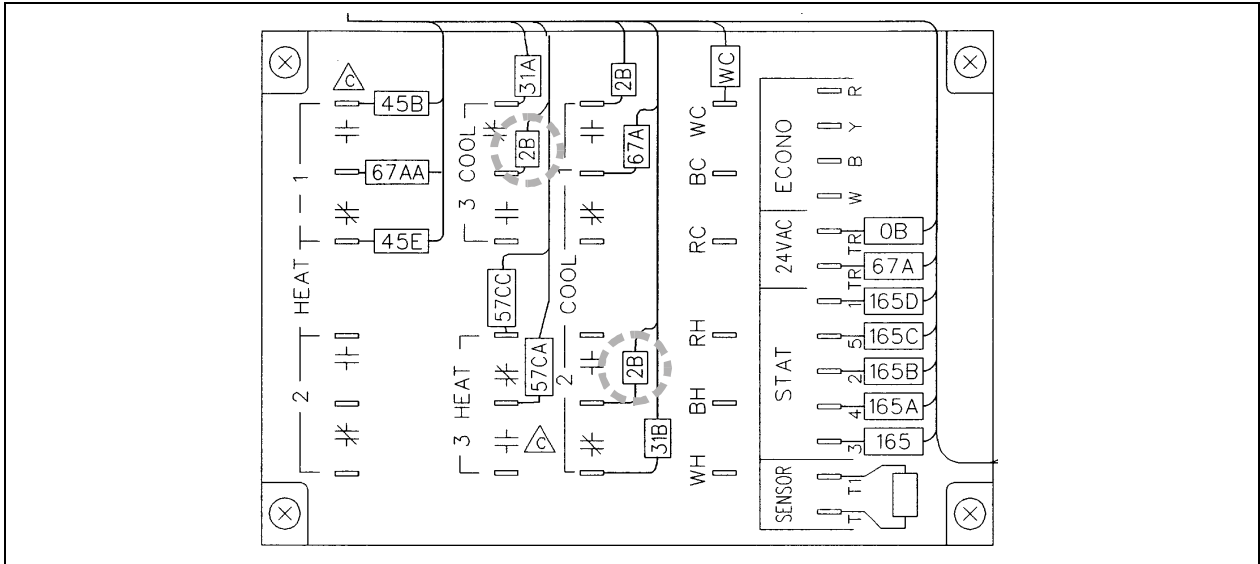 C
45B
67AA
45E
HEAT
1
2
31A
2B
3 COOL
57CC
57CA
3 HEAT
C
2B
67A
COOL
1
2
2B
31B
WC
WC
BC
RC
RH
BH
WH
ECONO
R
Y
B
W
24VAC
TR
0B
TR
67A
STAT
1
165D
5
165C
2
165B
4
165A
3
165
SENSOR
T1
T